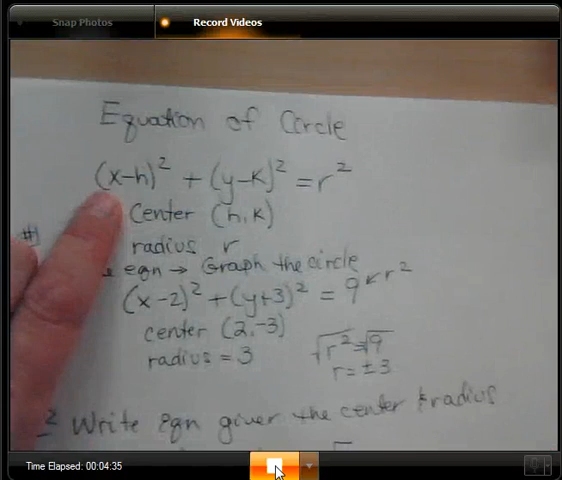 Snap Photos Record Videos
Equation of Circle
(x-h)² + (y-k)² = r²
Center (h,k)
#1
radius r
eqn → Graph the circle
(x-2)² + (y+3)² = 9 ← r²
center (2,-3)
√r² = √9
radius = 3
r = ±3
2 Write Eqn given the center & radius
Time Elapsed: 00:04:35